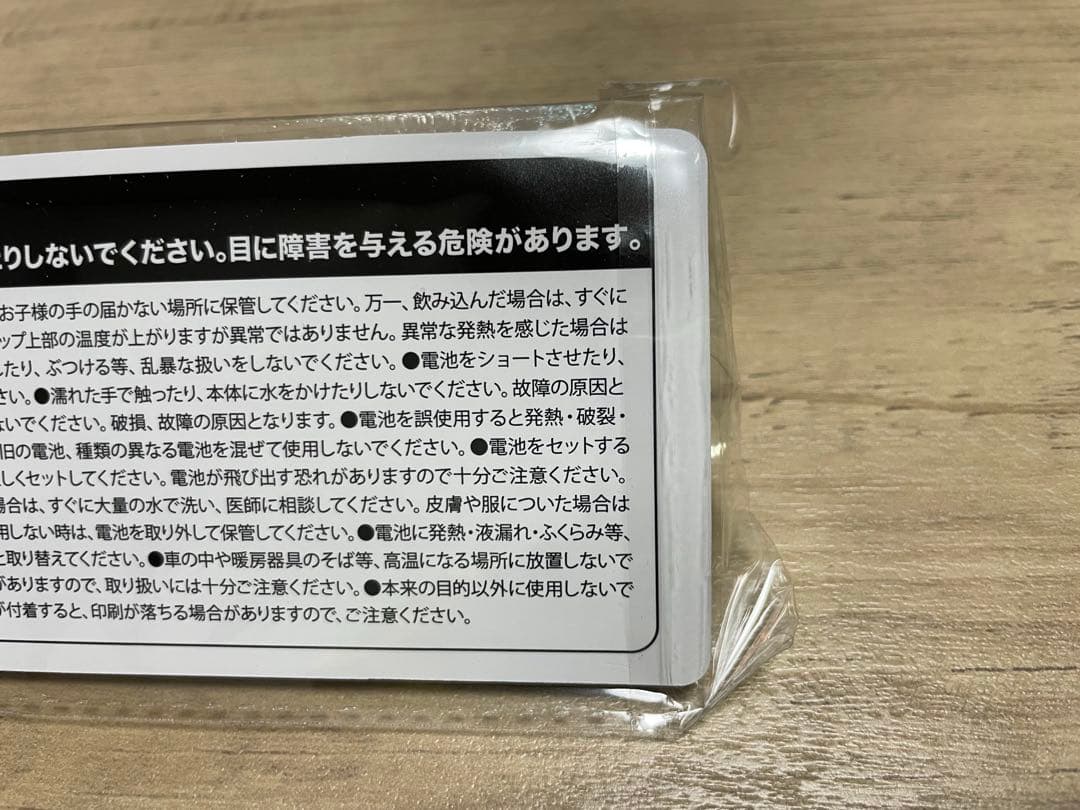 たりしないでください。目に障害を与える危険があります。
お子様の手の届かない場所に保管してください。万一、飲み込んだ場合は、すぐに
ップ上部の温度が上がりますが異常ではありません。異常な発熱を感じた場合は
したり、ぶつける等、乱暴な扱いをしないでください。●電池をショートさせたり、
さい。●濡れた手で触ったり、本体に水をかけたりしないでください。故障の原因と
ないでください。破損、故障の原因となります。●電池を誤使用すると発熱・破裂・
旧の電池、種類の異なる電池を混ぜて使用しないでください。●電池をセットする
しくセットしてください。電池が飛び出す恐れがありますので十分ご注意ください。
場合は、すぐに大量の水で洗い、医師に相談してください。皮膚や服についた場合は
用しない時は、電池を取り外して保管してください。●電池に発熱・液漏れ・ふくらみ等、
と取り替えてください。●車の中や暖房器具のそば等、高温になる場所に放置しないで
がありますので、取り扱いには十分ご注意ください。●本来の目的以外に使用しないで
が付着すると、印刷が落ちる場合がありますので、ご注意ください。